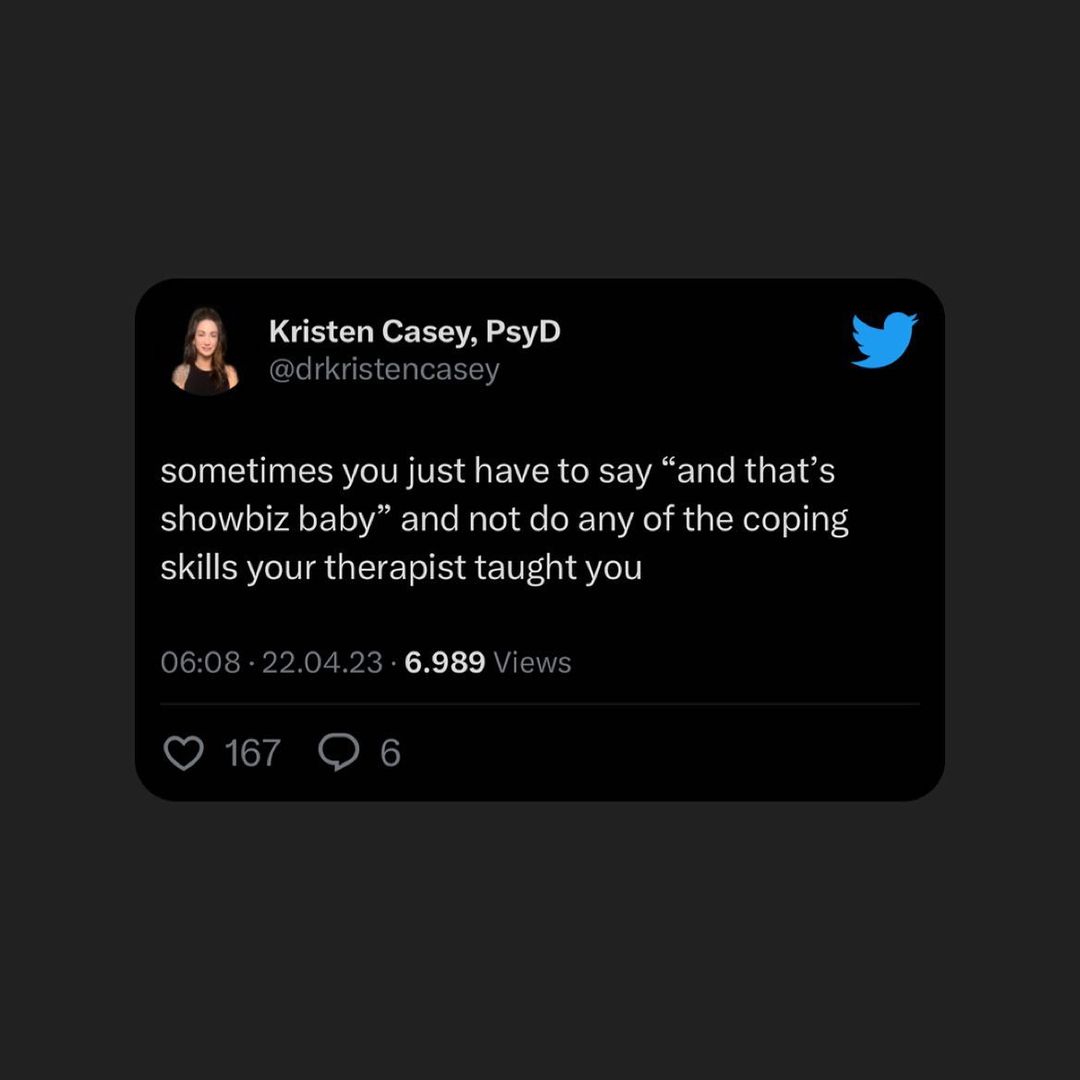 Kristen Casey, PsyD
@drkristencasey
sometimes you just have to say “and that’s
showbiz baby” and not do any of the coping
skills your therapist taught you
06:08 · 22.04.23 · 6.989 Views
167 6